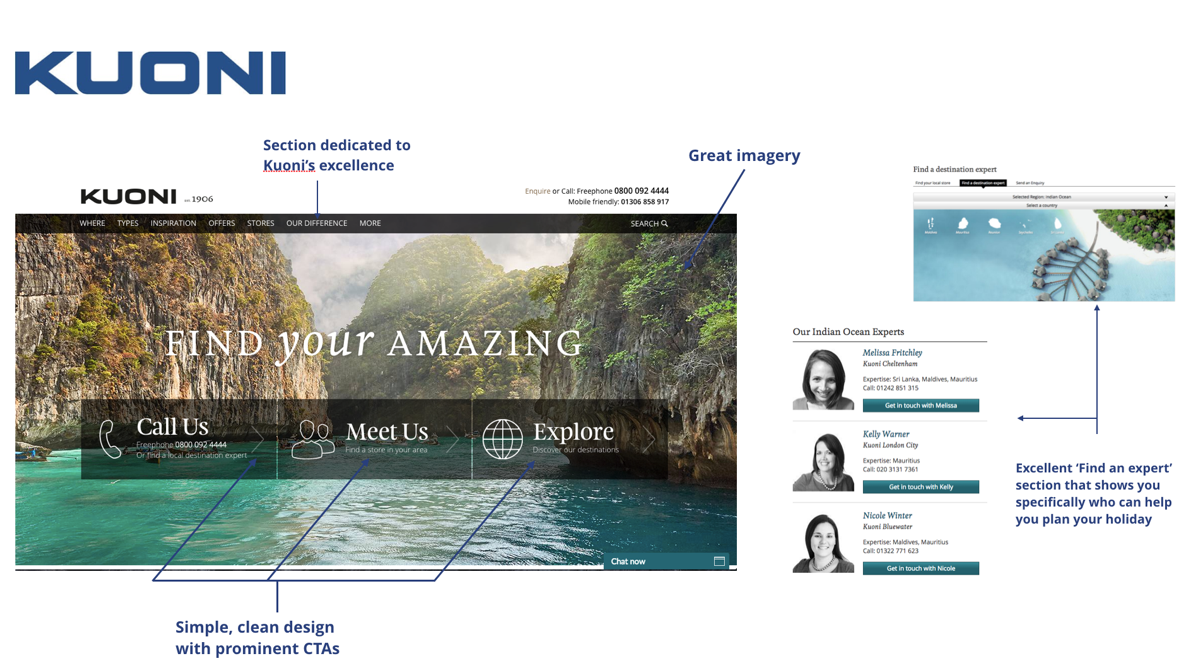 KUONI
Section dedicated to
Kuoni's excellence
Great imagery
KUONI EST. 1906
Enquire or Call: Freephone 0800 092 4444
Mobile friendly: 01306 858 917
WHERE TYPES INSPIRATION OFFERS STORES OUR DIFFERENCE MORE SEARCH
FIND your AMAZING
Call Us
Freephone 0800 092 4444
Or find a local destination expert
Meet Us
Find a store in your area
Explore
Discover our destinations
Chat now
Simple, clean design
with prominent CTAs
Find a destination expert
Find your local store Find a destination expert Send an Enquiry
Selected Region: Indian Ocean
Select a country
Maldives Mauritius Reunion Seychelles
Our Indian Ocean Experts
Melissa Fritchley
Kuoni Cheltenham
Expertise: Sri Lanka, Maldives, Mauritius
Call: 01242 851 315
Get in touch with Melissa
Kelly Warner
Kuoni London City
Expertise: Mauritius
Call: 020 3131 7361
Get in touch with Kelly
Nicole Winter
Kuoni Bluewater
Expertise: Maldives, Mauritius
Call: 01322 771 623
Get in touch with Nicole
Excellent ‘Find an expert’
section that shows you
specifically who can help
you plan your holiday